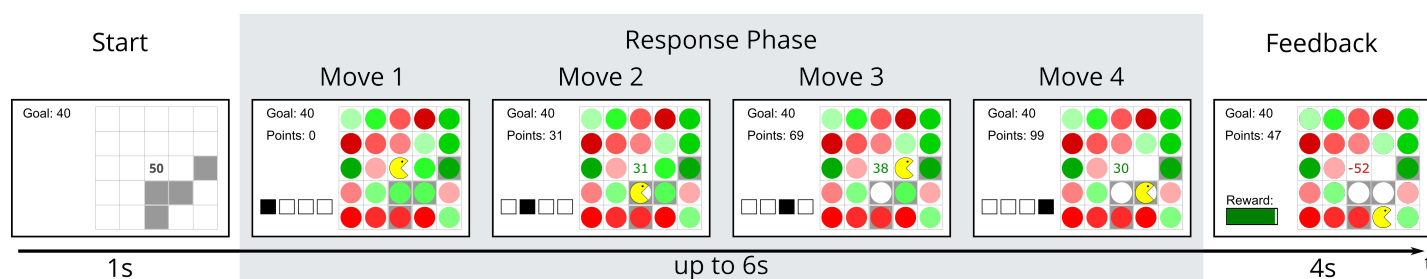 Start
Response Phase
Feedback
Move 1
Move 2
Move 3
Move 4
Goal: 40
50
Goal: 40
Points: 0
Goal: 40
Points: 31
31
Goal: 40
Points: 69
38
Goal: 40
Points: 99
30
Goal: 40
Points: 47
-52
Reward:
1s
up to 6s
4s